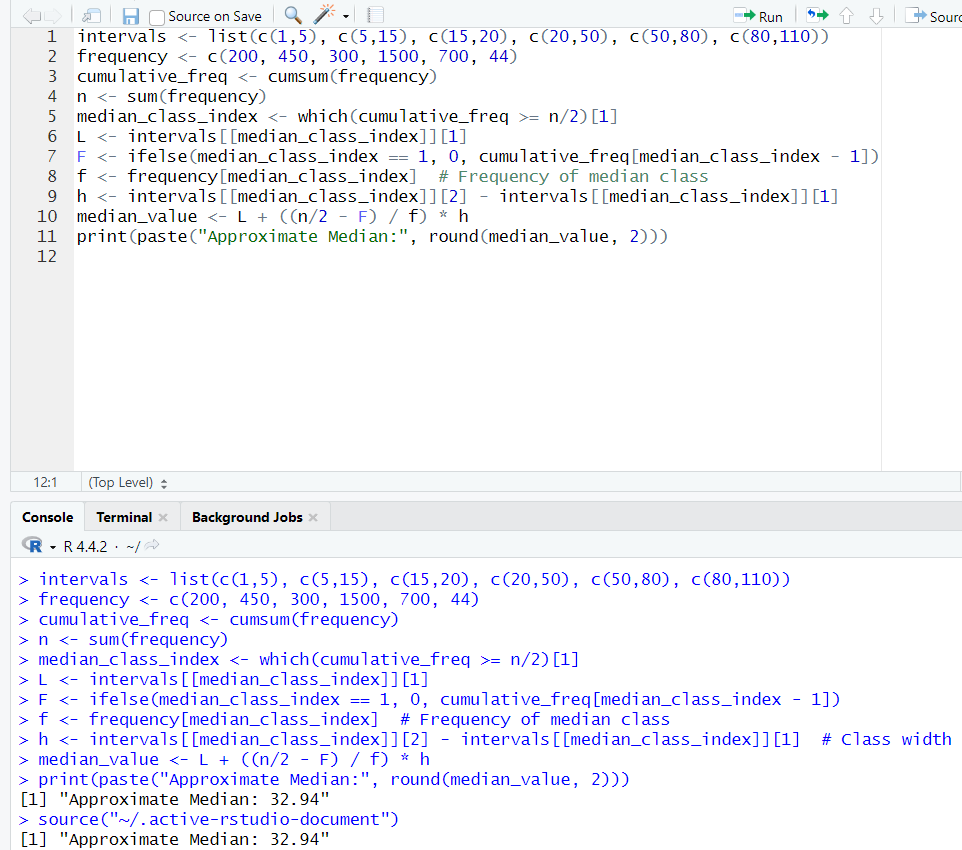 Source on Save
Run
Sourc
1 intervals <- list(c(1,5), c(5,15), c(15,20), c(20,50), c(50,80), c(80,110))
2 frequency <- c(200, 450, 300, 1500, 700, 44)
3 cumulative_freq <- cumsum(frequency)
4 n <- sum(frequency)
5 median_class_index <- which(cumulative_freq >= n/2)[1]
6 L <- intervals[[median_class_index]][1]
7 F <- ifelse(median_class_index == 1, 0, cumulative_freq[median_class_index - 1])
8 f <- frequency[median_class_index]  # Frequency of median class
9 h <- intervals[[median_class_index]][2] - intervals[[median_class_index]][1]
10 median_value <- L + ((n/2 - F) / f) * h
11 print(paste("Approximate Median:", round(median_value, 2)))
12
12:1 (Top Level)
Console Terminal Background Jobs
R R 4.4.2 · ~/
> intervals <- list(c(1,5), c(5,15), c(15,20), c(20,50), c(50,80), c(80,110))
> frequency <- c(200, 450, 300, 1500, 700, 44)
> cumulative_freq <- cumsum(frequency)
> n <- sum(frequency)
> median_class_index <- which(cumulative_freq >= n/2)[1]
> L <- intervals[[median_class_index]][1]
> F <- ifelse(median_class_index == 1, 0, cumulative_freq[median_class_index - 1])
> f <- frequency[median_class_index]  # Frequency of median class
> h <- intervals[[median_class_index]][2] - intervals[[median_class_index]][1]  # Class width
> median_value <- L + ((n/2 - F) / f) * h
> print(paste("Approximate Median:", round(median_value, 2)))
[1] "Approximate Median: 32.94"
> source("~/.active-rstudio-document")
[1] "Approximate Median: 32.94"